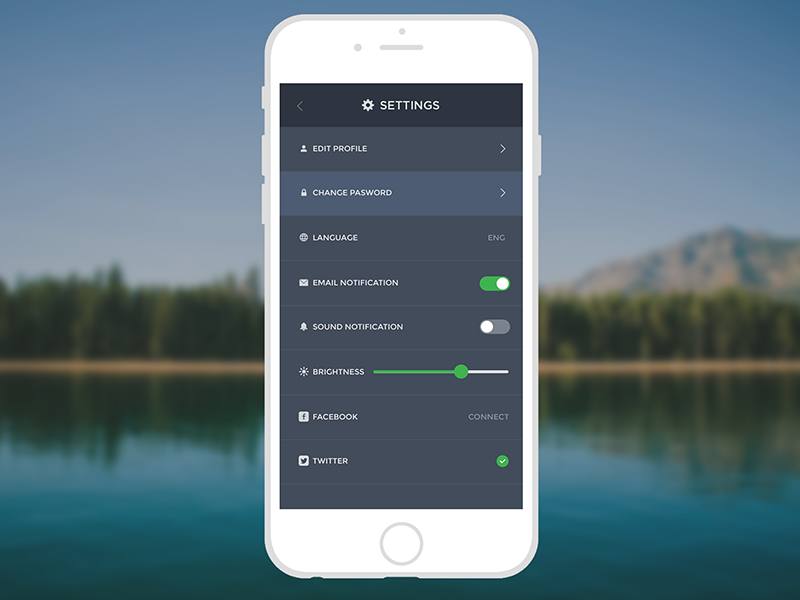 SETTINGS
EDIT PROFILE
CHANGE PASWORD
LANGUAGE ENG
EMAIL NOTIFICATION
SOUND NOTIFICATION
BRIGHTNESS
FACEBOOK CONNECT
TWITTER